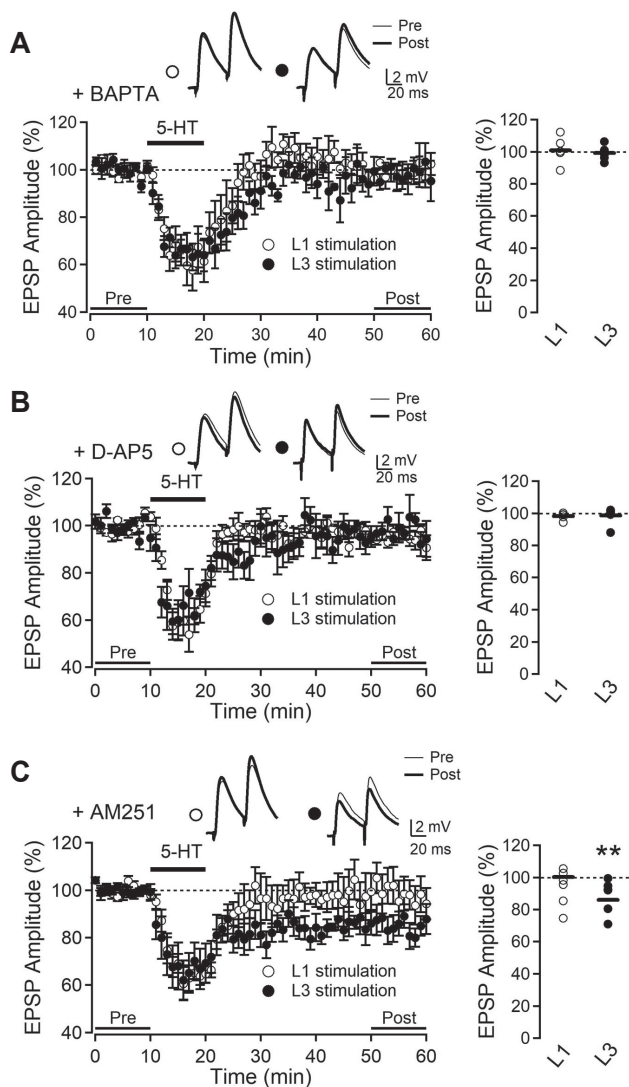 A
Pre
Post
2 mV
20 ms
+ BAPTA
5-HT
120
100
80
60
40
EPSP Amplitude (%)
L1 stimulation
L3 stimulation
Pre
Post
0 10 20 30 40 50 60
Time (min)
120
100
80
60
40
20
0
EPSP Amplitude (%)
L1
L3
B
Pre
Post
2 mV
20 ms
+ D-AP5
5-HT
120
100
80
60
40
EPSP Amplitude (%)
L1 stimulation
L3 stimulation
Pre
Post
0 10 20 30 40 50 60
Time (min)
120
100
80
60
40
20
0
EPSP Amplitude (%)
L1
L3
C
Pre
Post
2 mV
20 ms
+ AM251
5-HT
120
100
80
60
40
EPSP Amplitude (%)
L1 stimulation
L3 stimulation
Pre
Post
0 10 20 30 40 50 60
Time (min)
120
100
80
60
40
20
0
EPSP Amplitude (%)
**
L1
L3